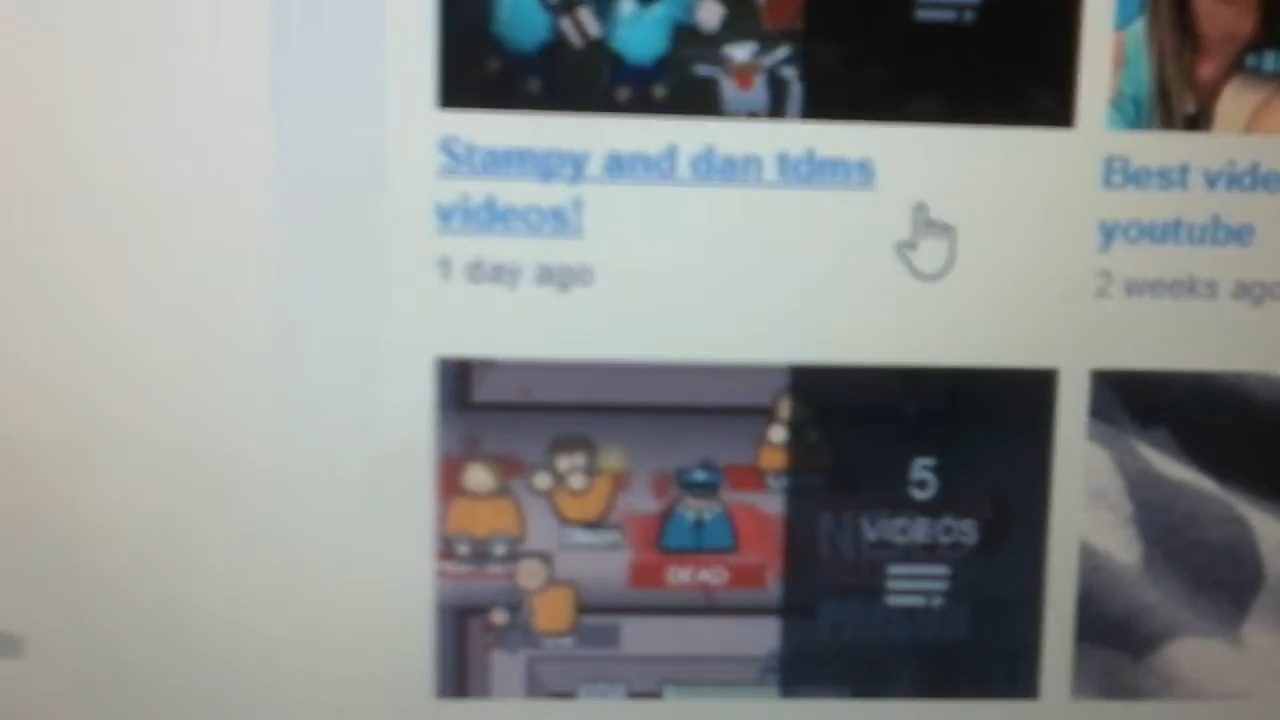 Stampy and dan tdms
videos!
1 day ago
Best vide
youtube
2 weeks ago
5
VIDEOS
DEAD